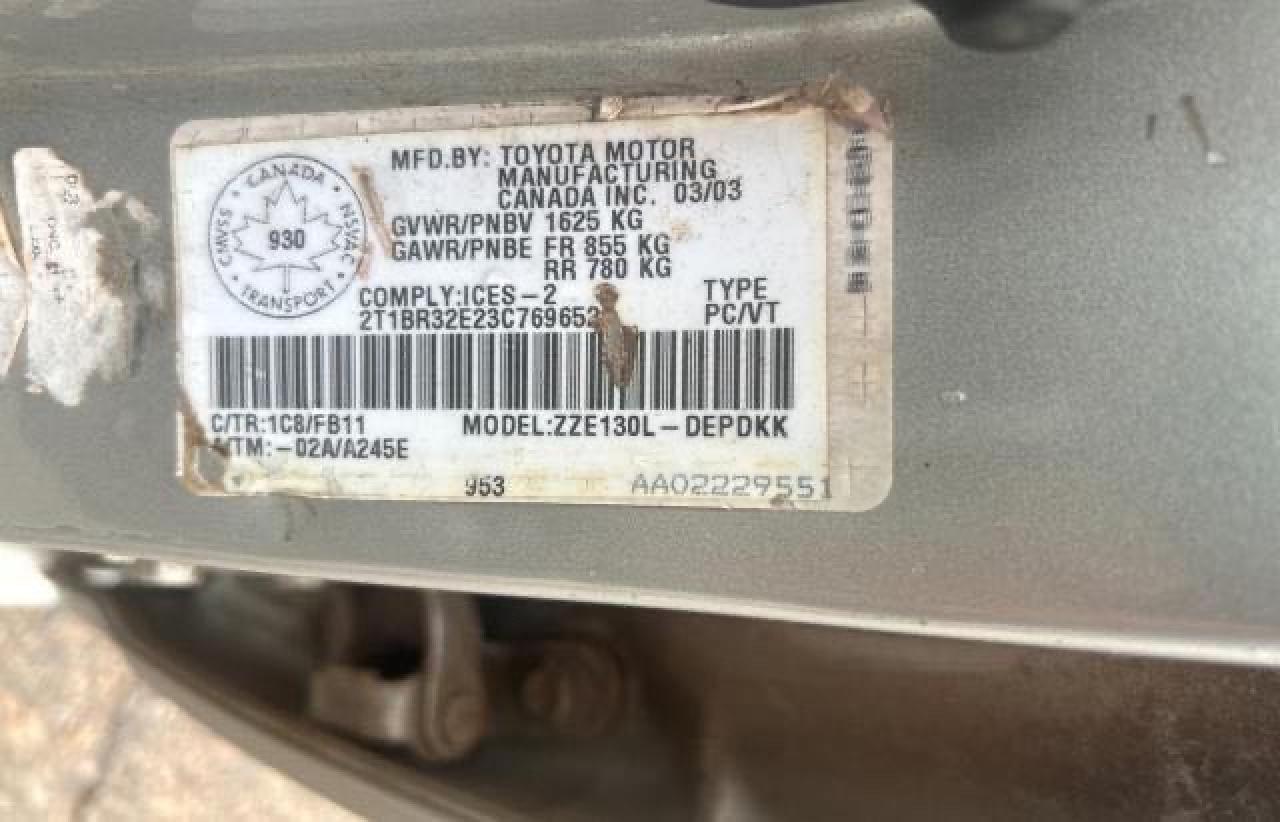 CANADA
CMVSS
NSVAC
930
TRANSPORT
MFD.BY: TOYOTA MOTOR
MANUFACTURING
CANADA INC. 03/03
GVWR/PNBV 1625 KG
GAWR/PNBE FR 855 KG
RR 780 KG
COMPLY:ICES-2 TYPE
2T1BR32E23C769652 PC/VT
C/TR:1C8/FB11 MODEL:ZZE130L-DEPDKK
A/TM:-02A/A245E
953 AA02229551